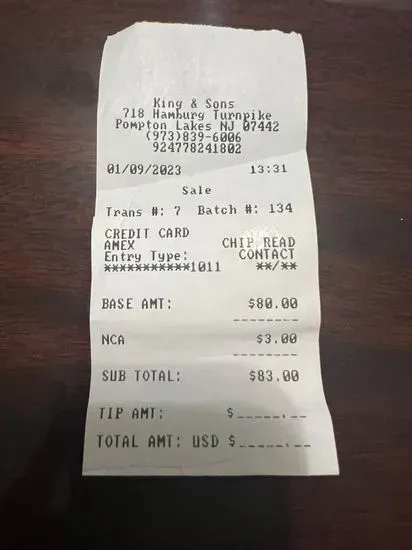 King & Sons
718 Hamburg Turnpike
Pompton Lakes NJ 07442
(973)839-6006
924778241802
01/09/2023 13:31
Sale
Trans #: 7 Batch #: 134
CREDIT CARD
AMEX CHIP READ
Entry Type: CONTACT
***********1011 **/**
BASE AMT: $80.00
--------
NCA $3.00
--------
SUB TOTAL: $83.00
TIP AMT: $_____.__
TOTAL AMT: USD $_____.__